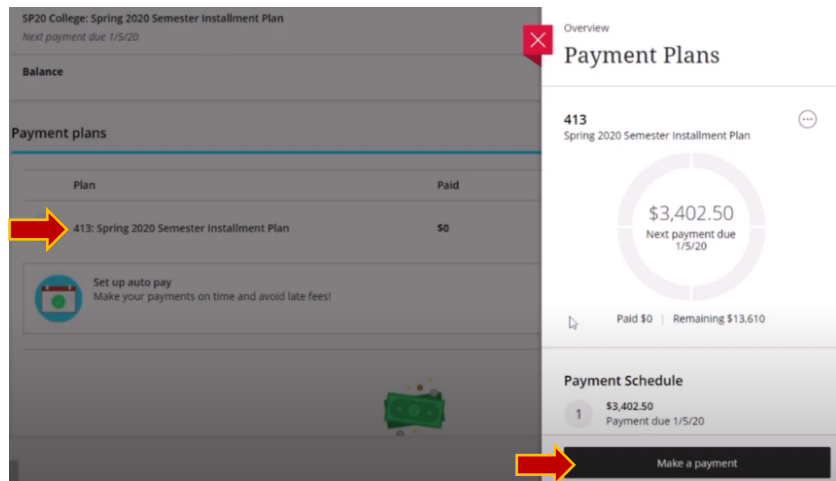 SP20 College: Spring 2020 Semester Installment Plan
Next payment due 1/5/20
Balance
Payment plans
Plan
Paid
413: Spring 2020 Semester Installment Plan
$0
Set up auto pay
Make your payments on time and avoid late fees!
Overview
Payment Plans
413
Spring 2020 Semester Installment Plan
$3,402.50
Next payment due
1/5/20
Paid $0 | Remaining $13,610
Payment Schedule
1
$3,402.50
Payment due 1/5/20
Make a payment